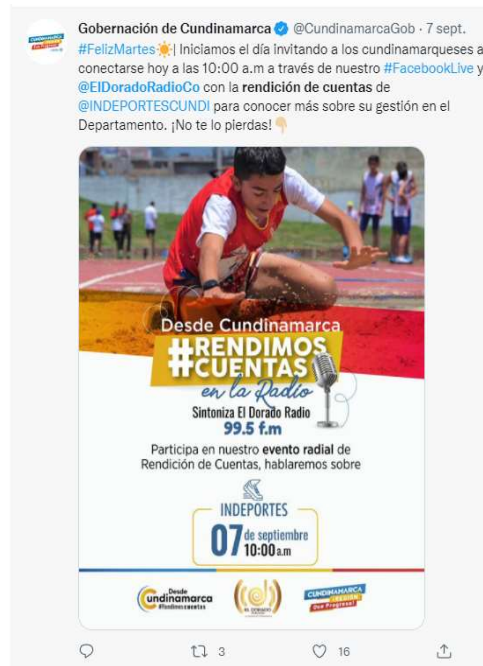 Gobernación de Cundinamarca @CundinamarcaGob · 7 sept.
#FelizMartes | Iniciamos el día invitando a los cundinamarqueses a
conectarse hoy a las 10:00 a.m a través de nuestro #FacebookLive y
@ElDoradoRadioCo con la rendición de cuentas de
@INDEPORTESCUNDI para conocer más sobre su gestión en el
Departamento. ¡No te lo pierdas!
Desde Cundinamarca
#RENDIMOS
CUENTAS
en la Radio
Sintoniza El Dorado Radio
99.5 f.m
Participa en nuestro evento radial de
Rendición de Cuentas, hablaremos sobre
INDEPORTES
07 de septiembre
10:00 a.m
Desde
Cundinamarca
#Rendimoscuentas
EL DORADO
CUNDINAMARCA
¡REGIÓN
Que Progresa!
3
16